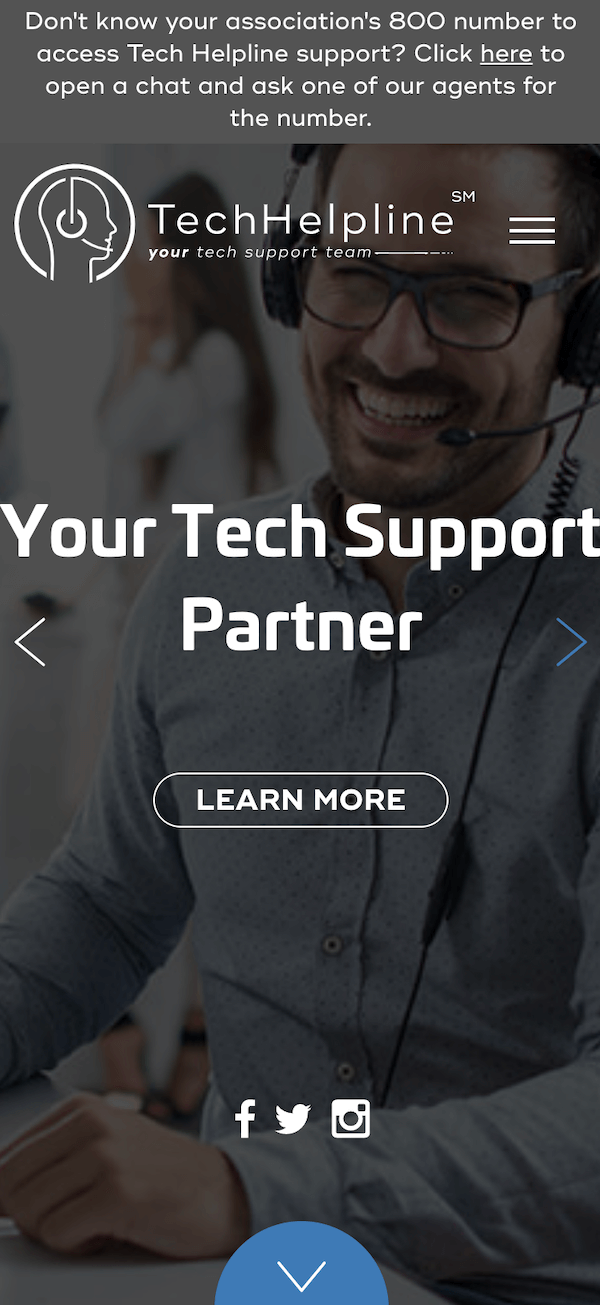 Don't know your association's 800 number to
access Tech Helpline support? Click here to
open a chat and ask one of our agents for
the number.
TechHelpline SM
your tech support team
Your Tech Support
Partner
LEARN MORE